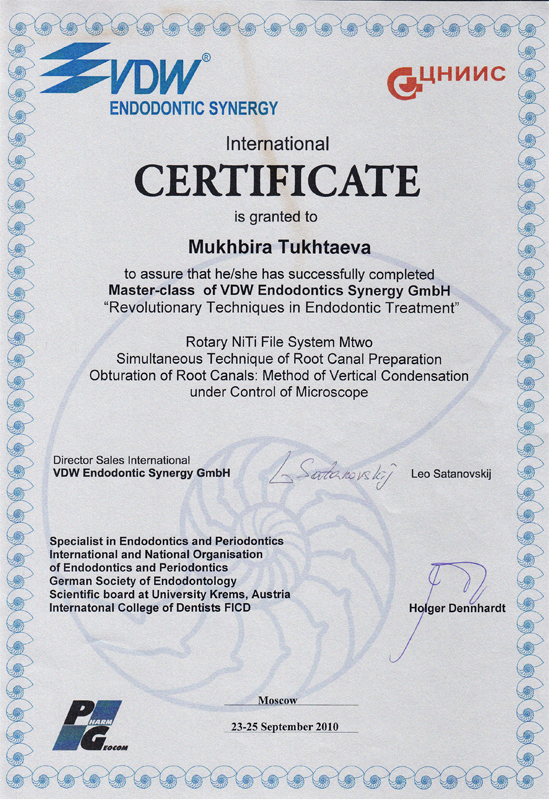 VDW®
ENDODONTIC SYNERGY
ЦНИИС
International
CERTIFICATE
is granted to
Mukhbira Tukhtaeva
to assure that he/she has successfully completed
Master-class of VDW Endodontics Synergy GmbH
“Revolutionary Techniques in Endodontic Treatment”
Rotary NiTi File System Mtwo
Simultaneous Technique of Root Canal Preparation
Obturation of Root Canals: Method of Vertical Condensation
under Control of Microscope
Director Sales International
VDW Endodontic Synergy GmbH
L Satanovskij
Leo Satanovskij
Specialist in Endodontics and Periodontics
International and National Organisation
of Endodontics and Periodontics
German Society of Endodontology
Scientific board at University Krems, Austria
Internatonal College of Dentists FICD
Holger Dennhardt
PHARM
GEOCOM
Moscow
23-25 September 2010